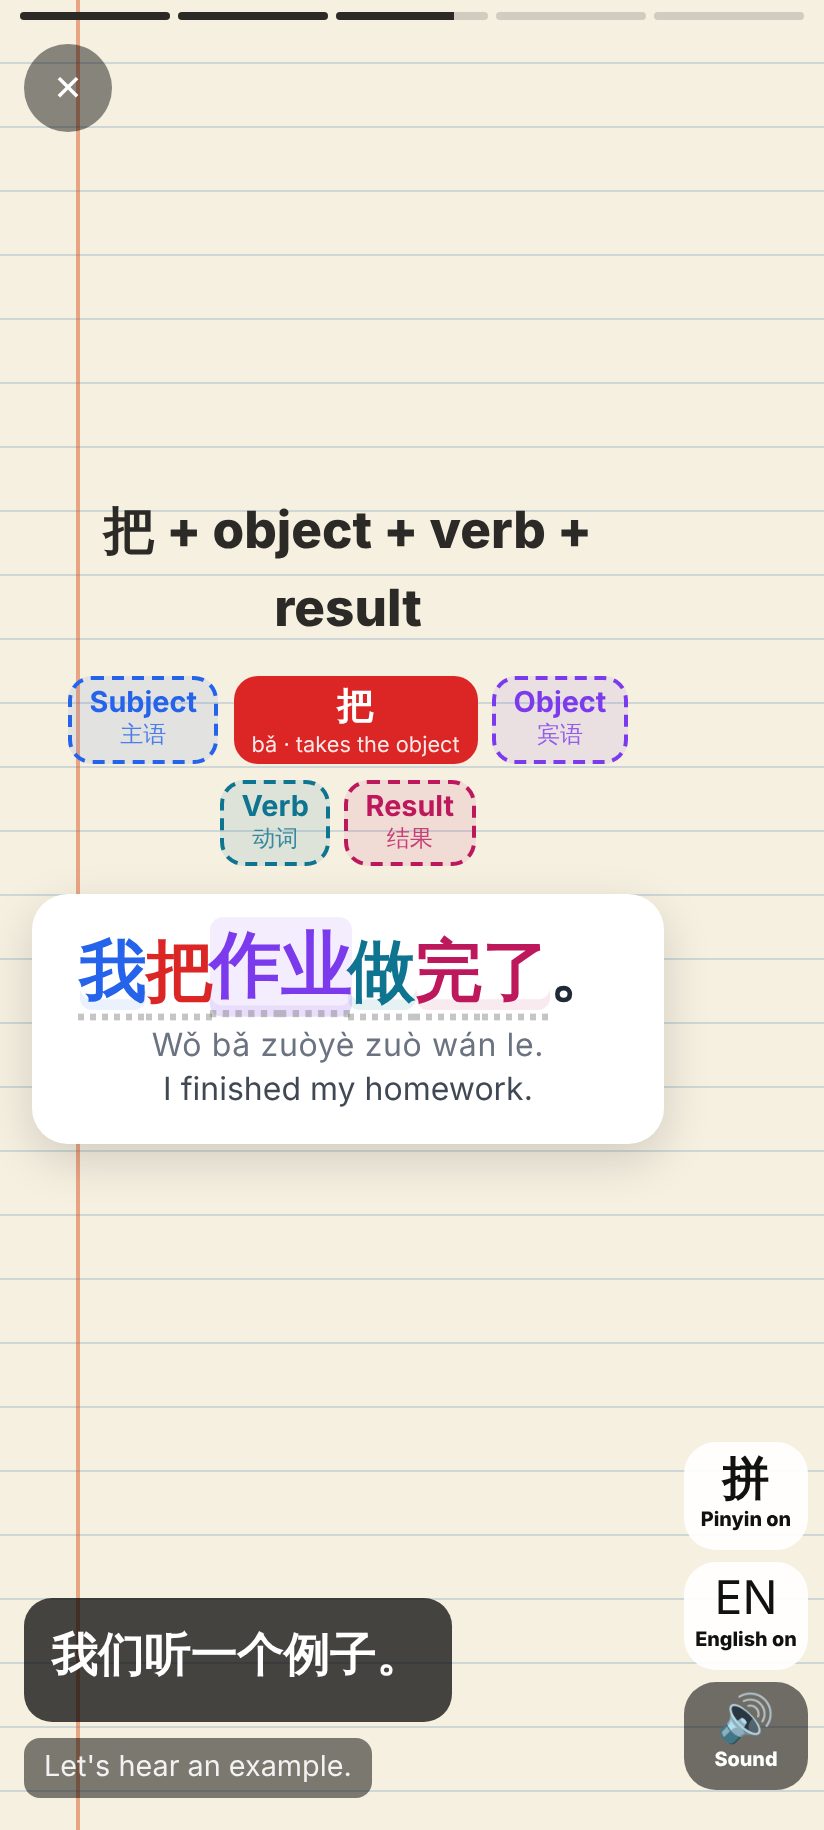 ×
把 + object + verb +
result
Subject
主语
把
bǎ · takes the object
Object
宾语
Verb
动词
Result
结果
我把作业做完了。
Wǒ bǎ zuòyè zuò wán le.
I finished my homework.
拼
Pinyin on
EN
English on
Sound
我们听一个例子。
Let's hear an example.